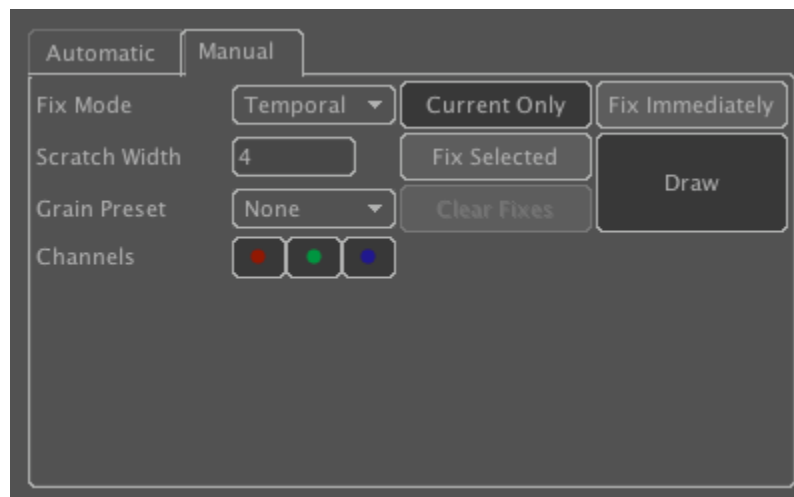 Automatic Manual
Fix Mode Temporal Current Only Fix Immediately
Scratch Width 4 Fix Selected Draw
Grain Preset None Clear Fixes
Channels